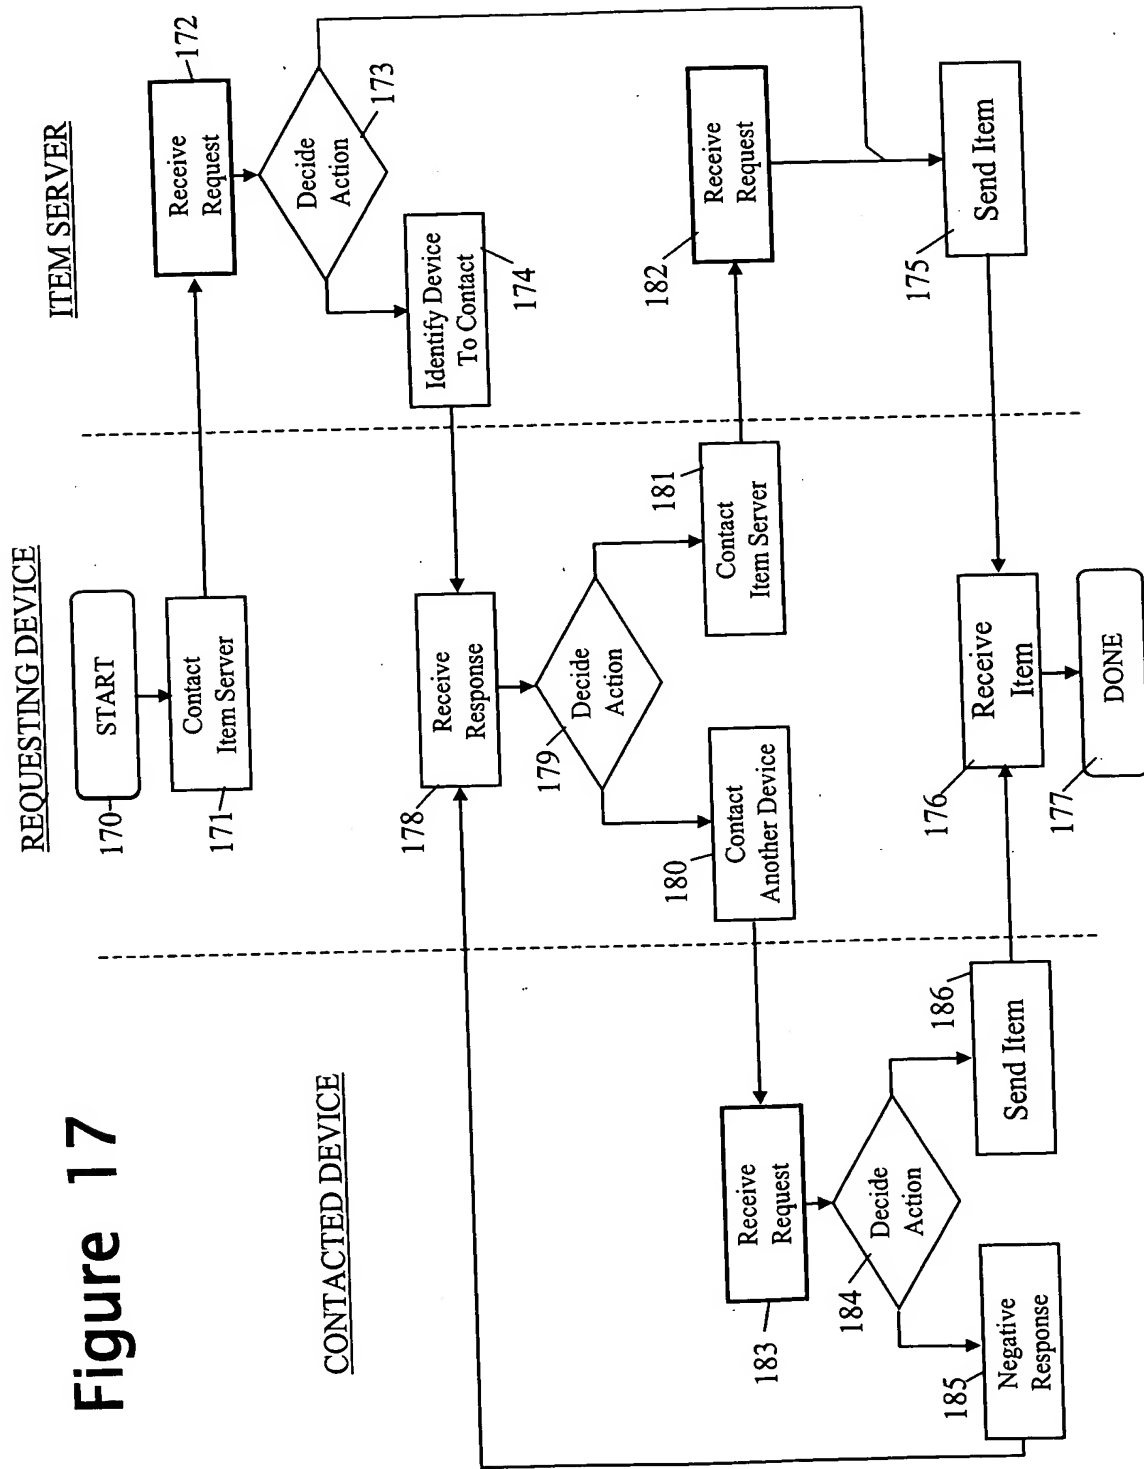 Figure 17
CONTACTED DEVICE
REQUESTING DEVICE
ITEM SERVER
START
170
Contact
Item Server
171
Receive
Request
172
Decide
Action
173
Identify Device
To Contact
174
Receive
Response
178
Decide
Action
179
Contact
Another Device
180
Contact
Item Server
181
Receive
Request
182
Receive
Request
183
Decide
Action
184
Negative
Response
185
Send Item
186
Send Item
175
Receive
Item
176
DONE
177